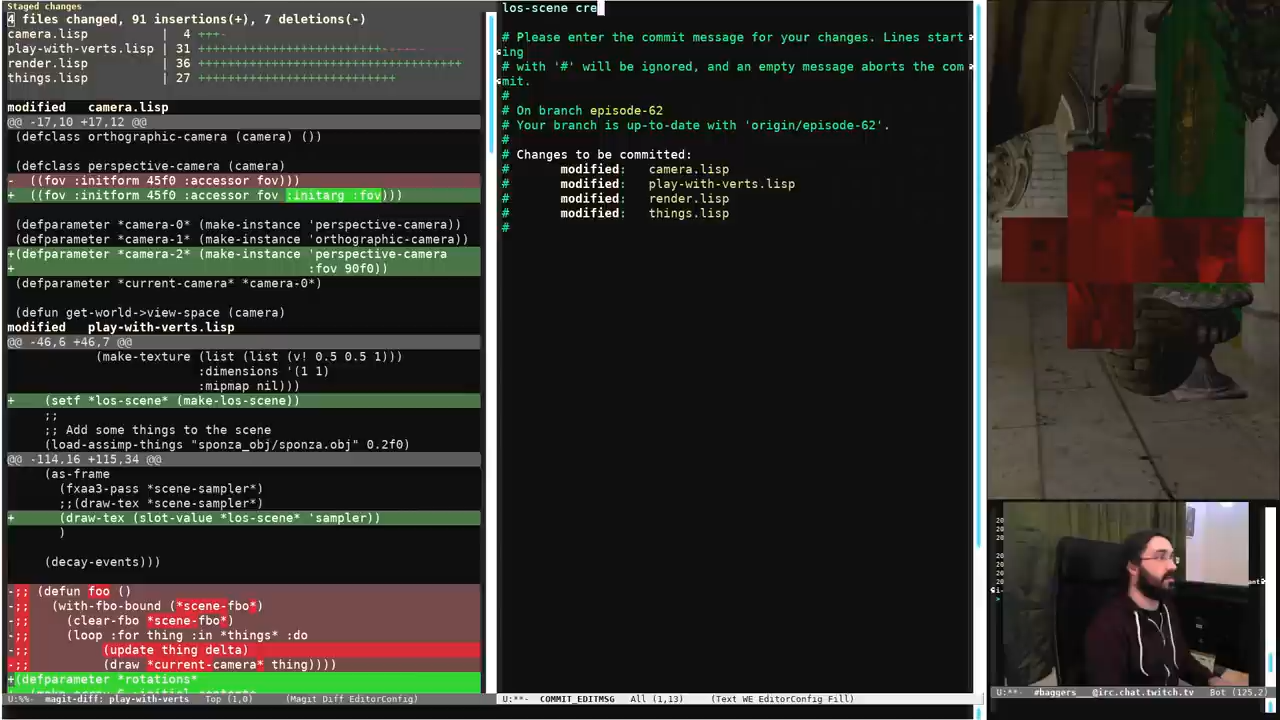 Staged changes
4 files changed, 91 insertions(+), 7 deletions(-)
camera.lisp | 4 +++-
play-with-verts.lisp | 31 +++++++++++++++++++++++++------
render.lisp | 36 ++++++++++++++++++++++++++++++++++++
things.lisp | 27 +++++++++++++++++++++++++++
modified camera.lisp
@@ -17,10 +17,12 @@
(defclass orthographic-camera (camera) ())
(defclass perspective-camera (camera)
- ((fov :initform 45f0 :accessor fov)))
+ ((fov :initform 45f0 :accessor fov :initarg :fov)))
(defparameter *camera-0* (make-instance 'perspective-camera))
(defparameter *camera-1* (make-instance 'orthographic-camera))
+(defparameter *camera-2* (make-instance 'perspective-camera
+ :fov 90f0))
(defparameter *current-camera* *camera-0*)
(defun get-world->view-space (camera)
modified play-with-verts.lisp
@@ -46,6 +46,7 @@
(make-texture (list (list (v! 0.5 0.5 1)))
:dimensions '(1 1)
:mipmap nil)))
+ (setf *los-scene* (make-los-scene))
;;
;; Add some things to the scene
(load-assimp-things "sponza_obj/sponza.obj" 0.2f0)
@@ -114,16 +115,34 @@
(as-frame
(fxaa3-pass *scene-sampler*)
;;(draw-tex *scene-sampler*)
+ (draw-tex (slot-value *los-scene* 'sampler))
)
(decay-events)))
-;; (defun foo ()
-;; (with-fbo-bound (*scene-fbo*)
-;; (clear-fbo *scene-fbo*)
-;; (loop :for thing :in *things* :do
-;; (update thing delta)
-;; (draw *current-camera* thing))))
+(defparameter *rotations*
U:%%- magit-diff: play-with-verts Top (1,0) (Magit Diff EditorConfig)
los-scene cre
# Please enter the commit message for your changes. Lines start
ing
# with '#' will be ignored, and an empty message aborts the com
mit.
#
# On branch episode-62
# Your branch is up-to-date with 'origin/episode-62'.
#
# Changes to be committed:
# modified: camera.lisp
# modified: play-with-verts.lisp
# modified: render.lisp
# modified: things.lisp
#
U:**- COMMIT_EDITMSG All (1,13) (Text WE EditorConfig Fill)
U:**- #baggers @irc.chat.twitch.tv Bot (125,2)